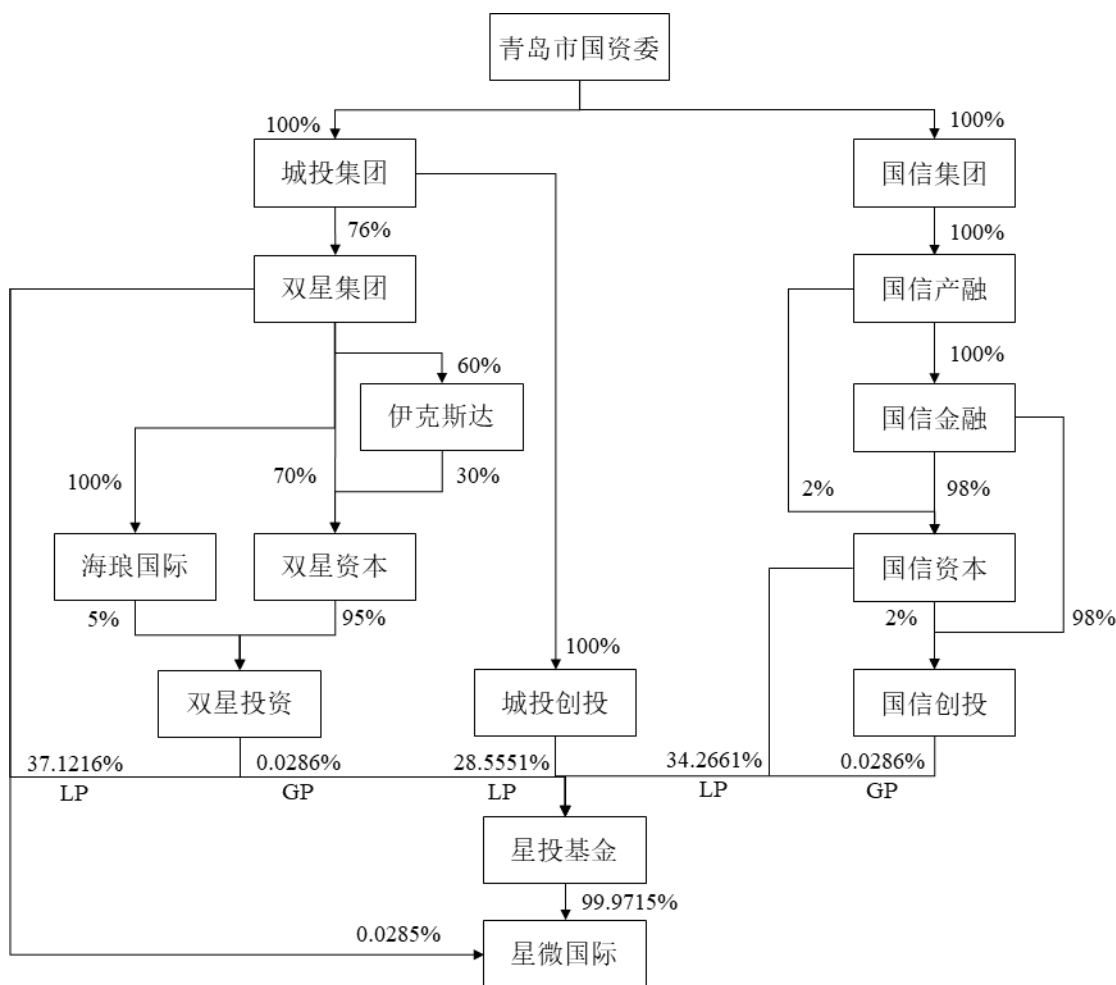 青岛市国资委
100%
100%
城投集团
国信集团
76%
100%
双星集团
国信产融
60%
100%
伊克斯达
国信金融
100%
70%
30%
2%
98%
海琅国际
双星资本
国信资本
5%
95%
2%
98%
100%
双星投资
城投创投
国信创投
37.1216%
0.0286%
28.5551%
34.2661%
0.0286%
LP
GP
LP
LP
GP
星投基金
99.9715%
0.0285%
星微国际